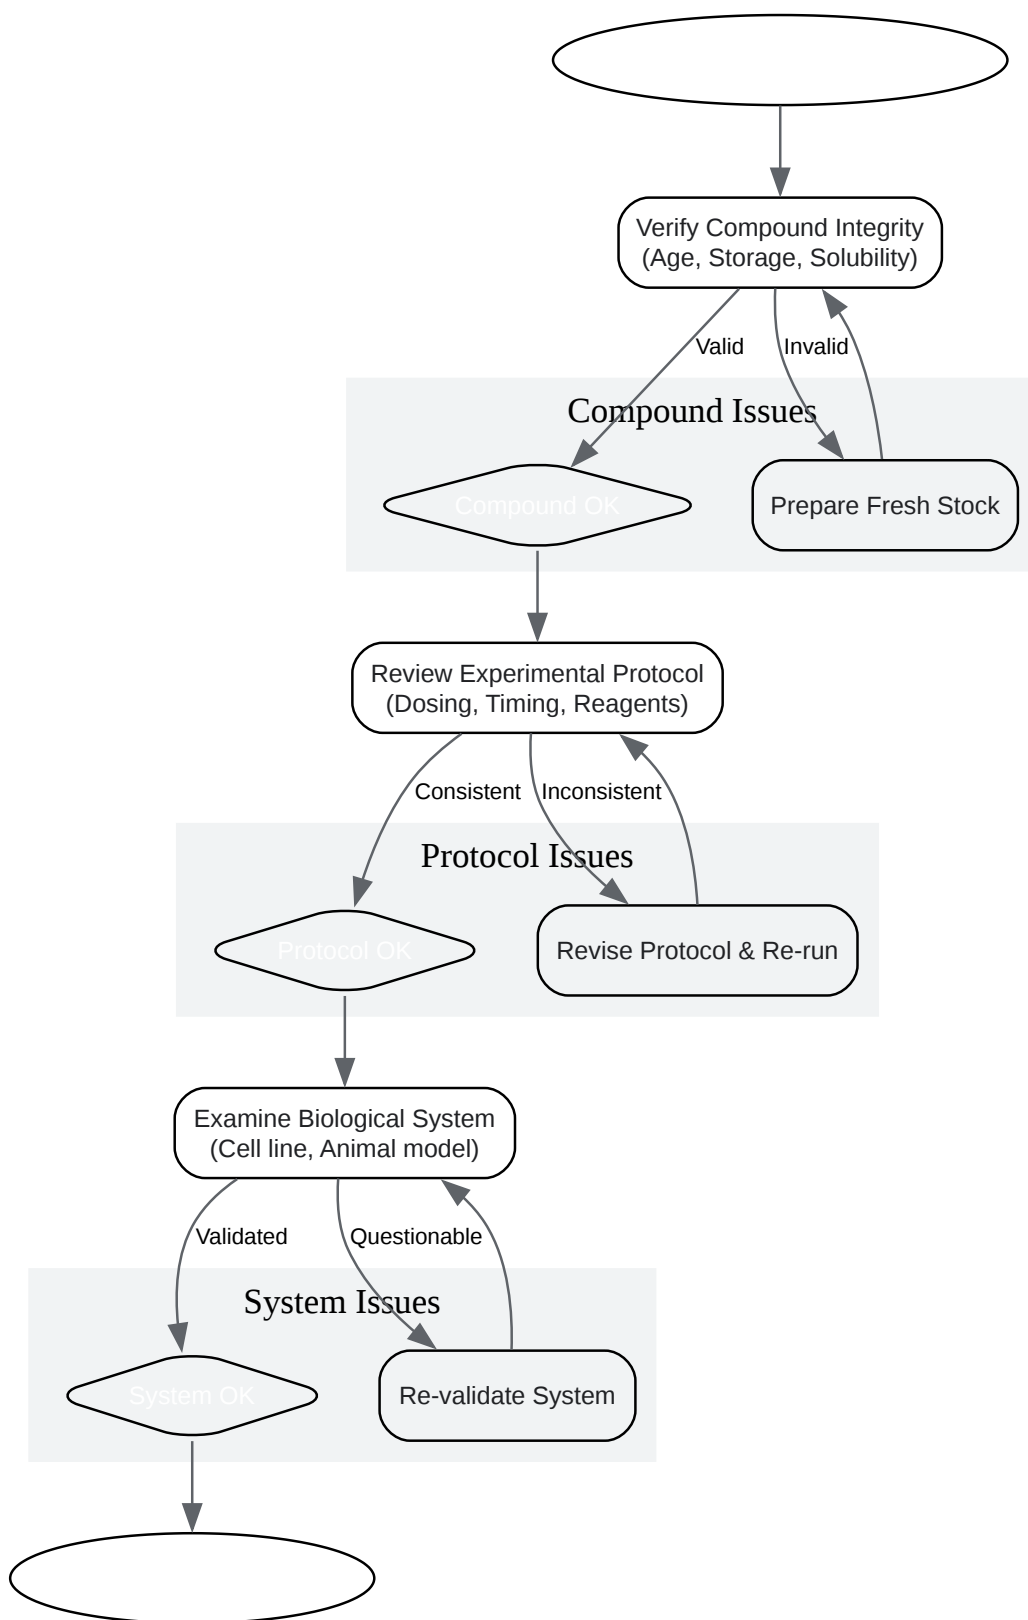 Verify Compound Integrity
(Age, Storage, Solubility)
Valid
Invalid
Compound Issues
Compound OK
Prepare Fresh Stock
Review Experimental Protocol
(Dosing, Timing, Reagents)
Consistent
Inconsistent
Protocol Issues
Protocol OK
Revise Protocol & Re-run
Examine Biological System
(Cell line, Animal model)
Validated
Questionable
System Issues
System OK
Re-validate System